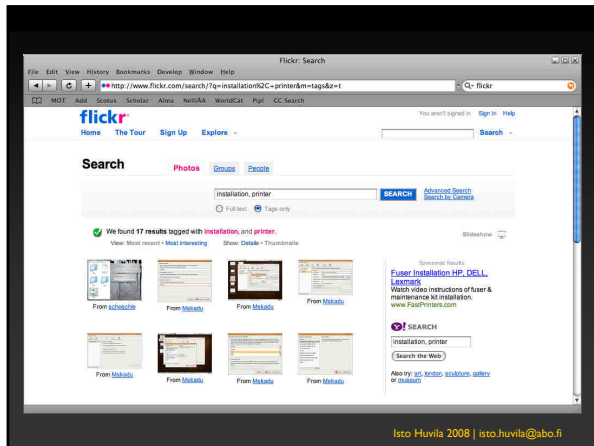 Flickr: Search
File Edit View History Bookmarks Develop Window Help
http://www.flickr.com/search/?q=installation%2C+printer&m=tags&z=t
flickr
MOT Add Scotus Scholar Alma NelliÅA WorldCat Pipl CC Search
flickr
You aren't signed in Sign In Help
Home The Tour Sign Up Explore
Search
Search
Photos Groups People
installation, printer
SEARCH
Advanced Search
Search by Camera
Full text Tags only
We found 17 results tagged with installation, and printer.
Slideshow
View: Most recent • Most interesting Show: Details • Thumbnails
From schoschie
From Mskadu
From Mskadu
From Mskadu
From Mskadu
From Mskadu
From Mskadu
From Mskadu
Sponsored Results
Fuser Installation HP, DELL,
Lexmark
Watch video instructions of fuser &
maintenance kit installation.
www.FastPrinters.com
Y! SEARCH
installation, printer
Search the Web
Also try: art, london, sculpture, gallery
or museum
Isto Huvila 2008 | isto.huvila@abo.fi